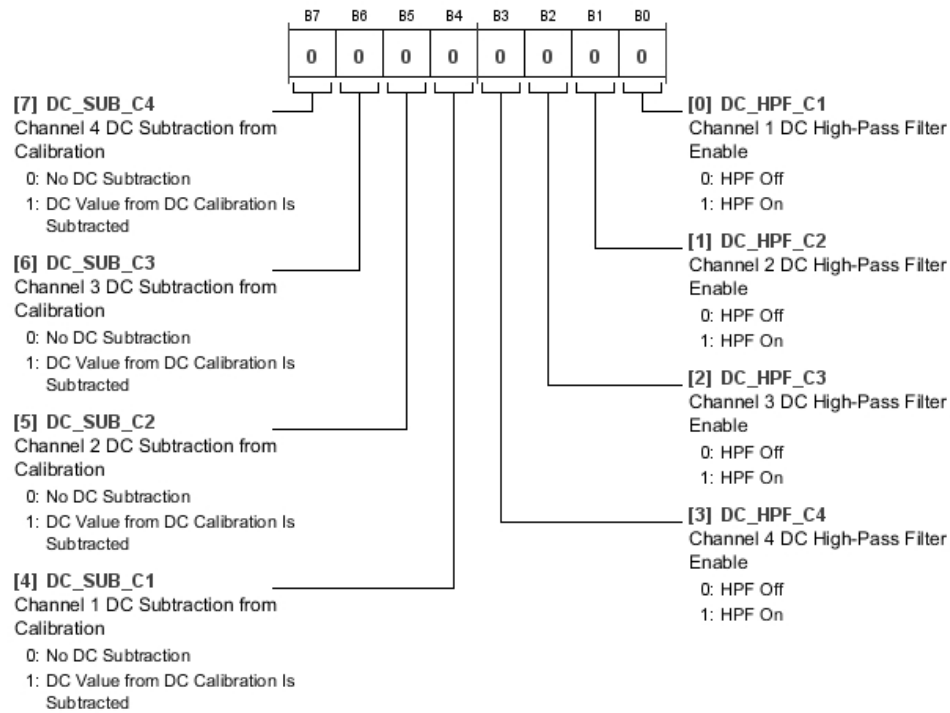 B7 B6 B5 B4 B3 B2 B1 B0
0 0 0 0 0 0 0 0
[7] DC_SUB_C4
Channel 4 DC Subtraction from
Calibration
0: No DC Subtraction
1: DC Value from DC Calibration Is
Subtracted
[6] DC_SUB_C3
Channel 3 DC Subtraction from
Calibration
0: No DC Subtraction
1: DC Value from DC Calibration Is
Subtracted
[5] DC_SUB_C2
Channel 2 DC Subtraction from
Calibration
0: No DC Subtraction
1: DC Value from DC Calibration Is
Subtracted
[4] DC_SUB_C1
Channel 1 DC Subtraction from
Calibration
0: No DC Subtraction
1: DC Value from DC Calibration Is
Subtracted
[0] DC_HPF_C1
Channel 1 DC High-Pass Filter
Enable
0: HPF Off
1: HPF On
[1] DC_HPF_C2
Channel 2 DC High-Pass Filter
Enable
0: HPF Off
1: HPF On
[2] DC_HPF_C3
Channel 3 DC High-Pass Filter
Enable
0: HPF Off
1: HPF On
[3] DC_HPF_C4
Channel 4 DC High-Pass Filter
Enable
0: HPF Off
1: HPF On